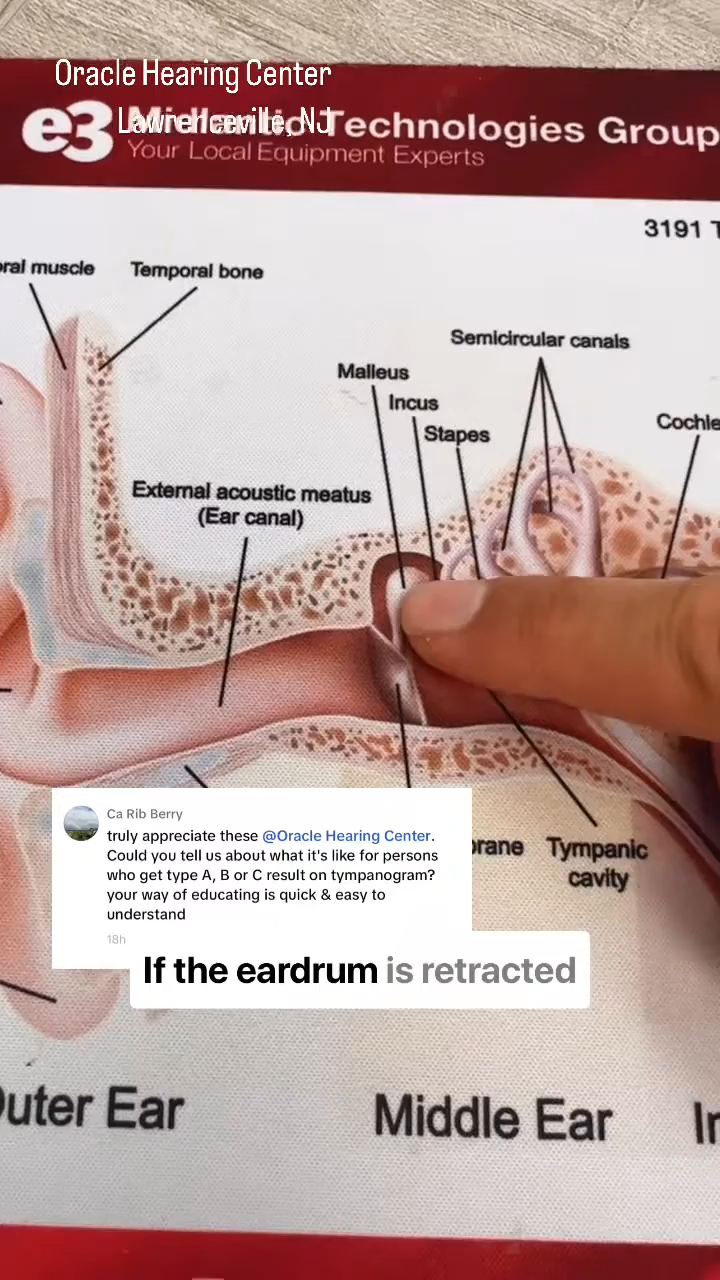 Oracle Hearing Center
Lawrenceville, NJ
e3 Midlantic Technologies Group
Your Local Equipment Experts
3191
oral muscle
Temporal bone
Semicircular canals
Malleus
Incus
Stapes
Cochle
External acoustic meatus
(Ear canal)
brane
Tympanic
cavity
Ca Rib Berry
truly appreciate these @Oracle Hearing Center.
Could you tell us about what it's like for persons
who get type A, B or C result on tympanogram?
your way of educating is quick & easy to
understand
18h
If the eardrum is retracted
Outer Ear
Middle Ear
In